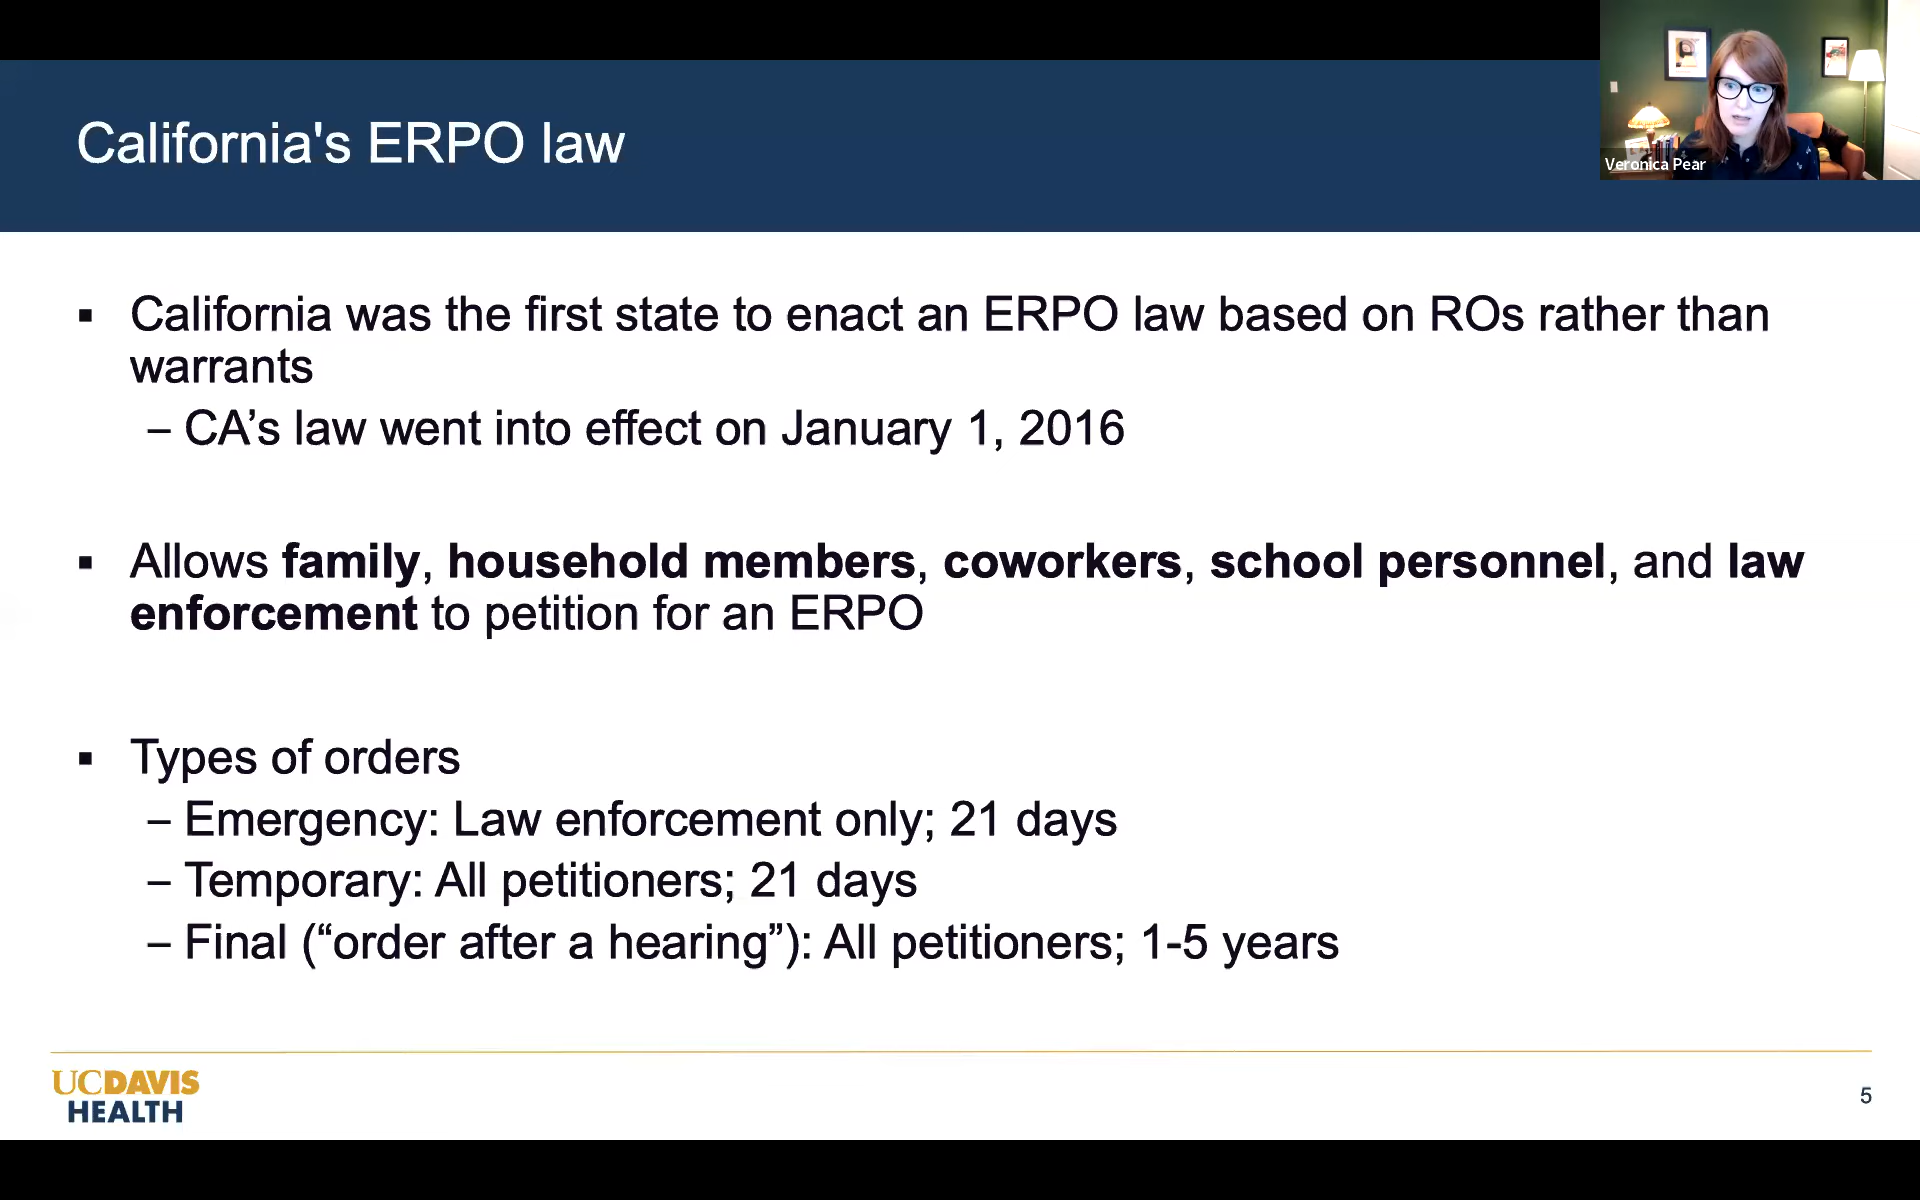 California's ERPO law
Veronica Pear
▪ California was the first state to enact an ERPO law based on ROs rather than
warrants
– CA’s law went into effect on January 1, 2016
▪ Allows family, household members, coworkers, school personnel, and law
enforcement to petition for an ERPO
▪ Types of orders
– Emergency: Law enforcement only; 21 days
– Temporary: All petitioners; 21 days
– Final (“order after a hearing”): All petitioners; 1-5 years
UCDAVIS
HEALTH
5